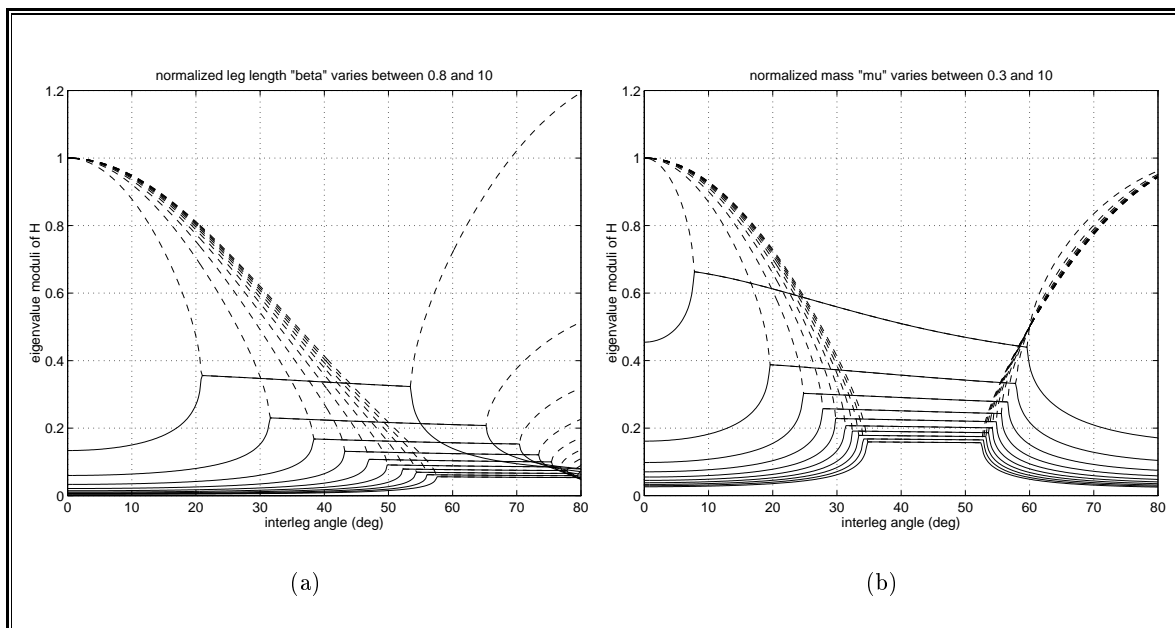 normalized leg length "beta" varies between 0.8 and 10
1.2
1
0.8
0.6
0.4
0.2
0
eigenvalue moduli of H
0 10 20 30 40 50 60 70 80
interleg angle (deg)
(a)
normalized mass "mu" varies between 0.3 and 10
1.2
1
0.8
0.6
0.4
0.2
0
eigenvalue moduli of H
0 10 20 30 40 50 60 70 80
interleg angle (deg)
(b)